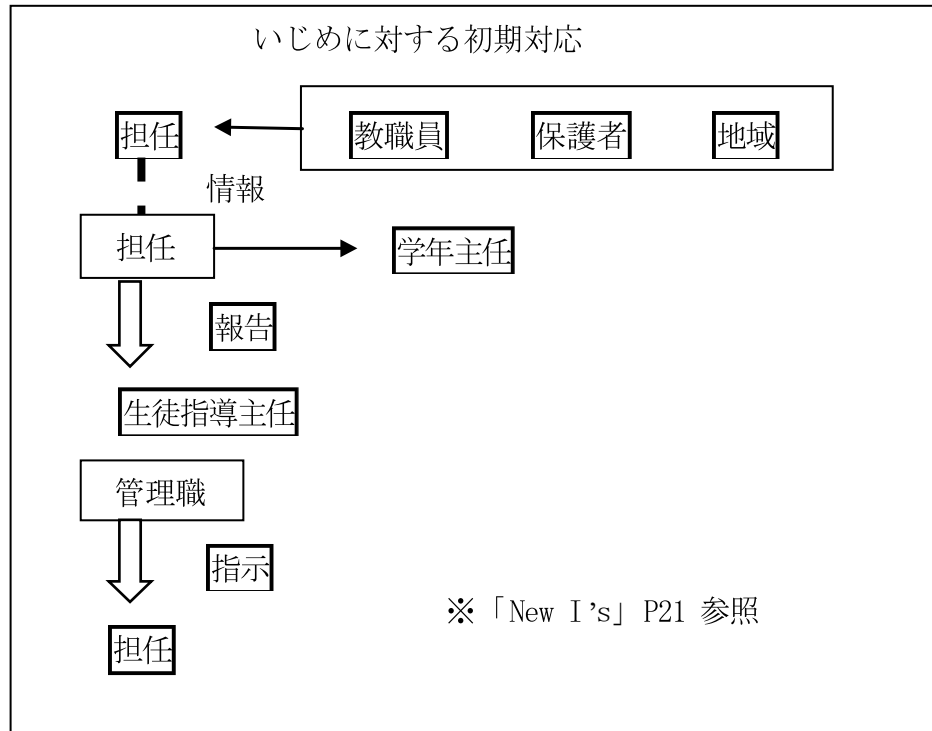 いじめに対する初期対応
担任 教職員 保護者 地域
情報
担任 学年主任
報告
生徒指導主任
管理職
指示
※「New I’s」P21 参照
担任